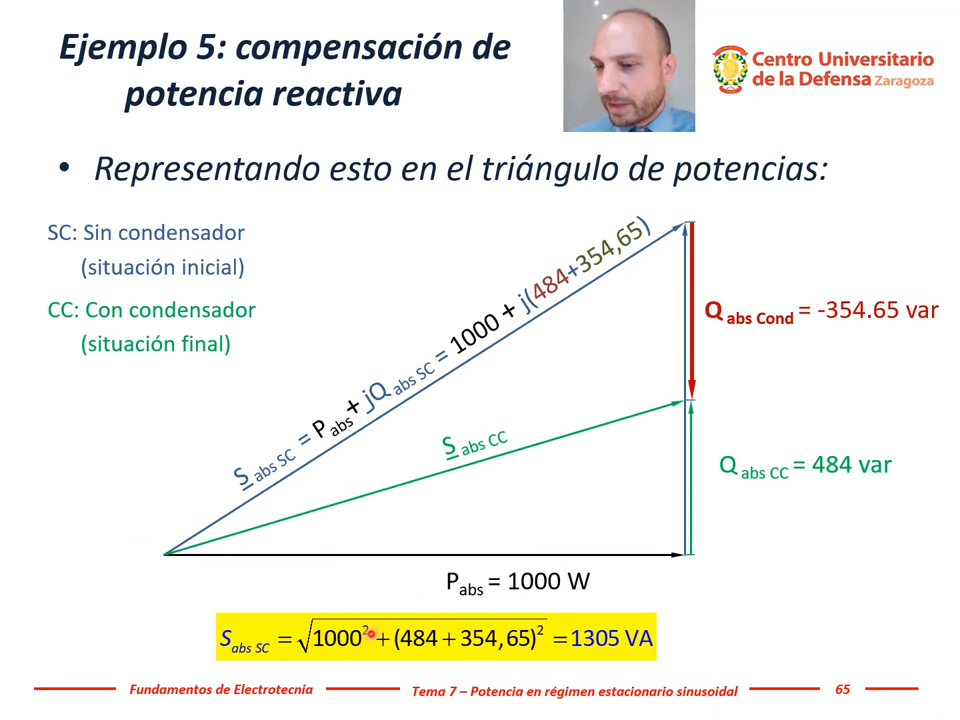 Ejemplo 5: compensación de
potencia reactiva
Centro Universitario
de la Defensa Zaragoza
• Representando esto en el triángulo de potencias:
SC: Sin condensador
(situación inicial)
CC: Con condensador
(situación final)
S abs SC = Pabs + jQ abs SC = 1000 + j(484+354,65)
Q abs Cond = -354.65 var
S abs CC
Q abs CC = 484 var
Pabs = 1000 W
S abs SC = √1000² + (484 + 354,65)² = 1305 VA
Fundamentos de Electrotecnia
Tema 7 – Potencia en régimen estacionario sinusoidal
65